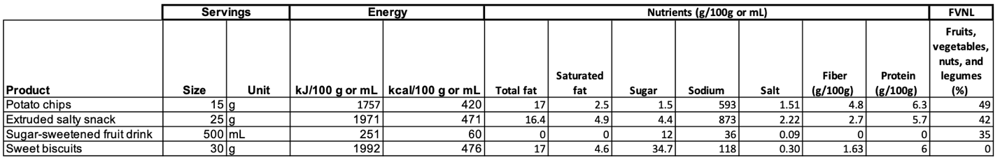 Servings Energy Nutrients (g/100g or mL) FVNL
Product Size Unit kJ/100 g or mL kcal/100 g or mL Total fat Saturated fat Sugar Sodium Salt Fiber (g/100g) Protein (g/100g) Fruits, vegetables, nuts, and legumes (%)
Potato chips 15 g 1757 420 17 2.5 1.5 593 1.51 4.8 6.3 49
Extruded salty snack 25 g 1971 471 16.4 4.9 4.4 873 2.22 2.7 5.7 42
Sugar-sweetened fruit drink 500 mL 251 60 0 0 12 36 0.09 0 0 35
Sweet biscuits 30 g 1992 476 17 4.6 34.7 118 0.30 1.63 6 0